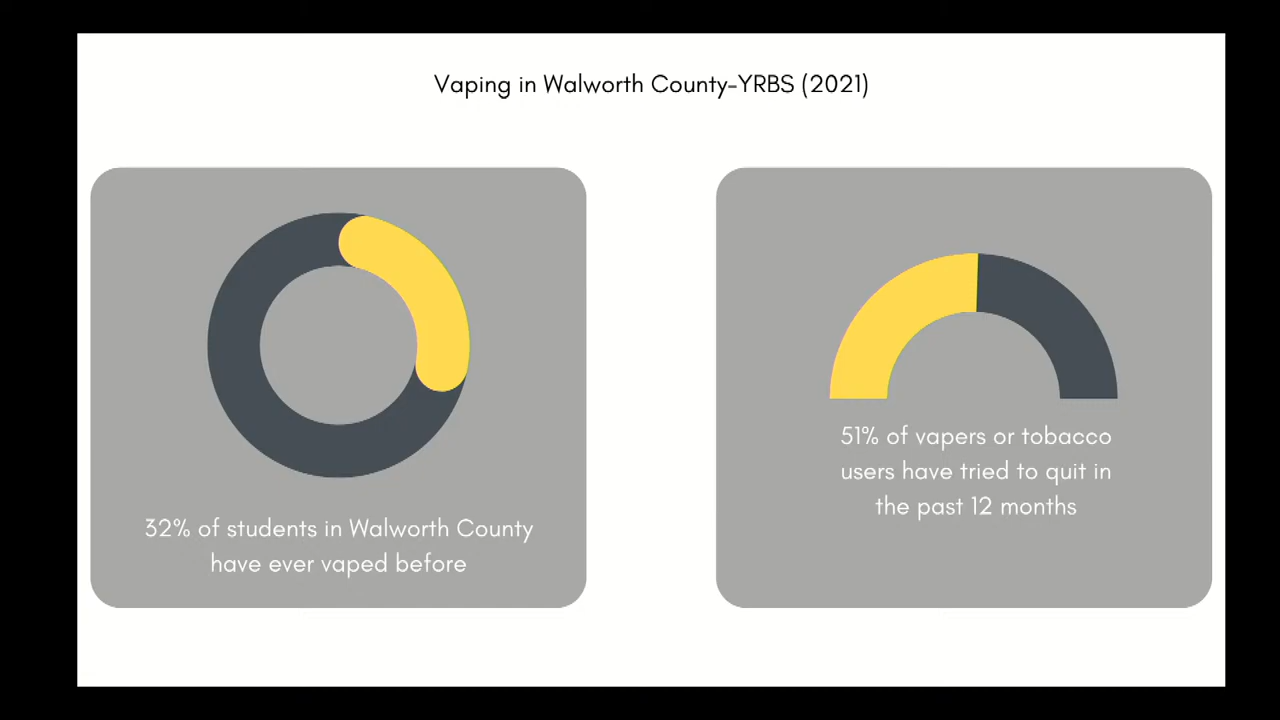 Vaping in Walworth County-YRBS (2021)
32% of students in Walworth County
have ever vaped before
51% of vapers or tobacco
users have tried to quit in
the past 12 months